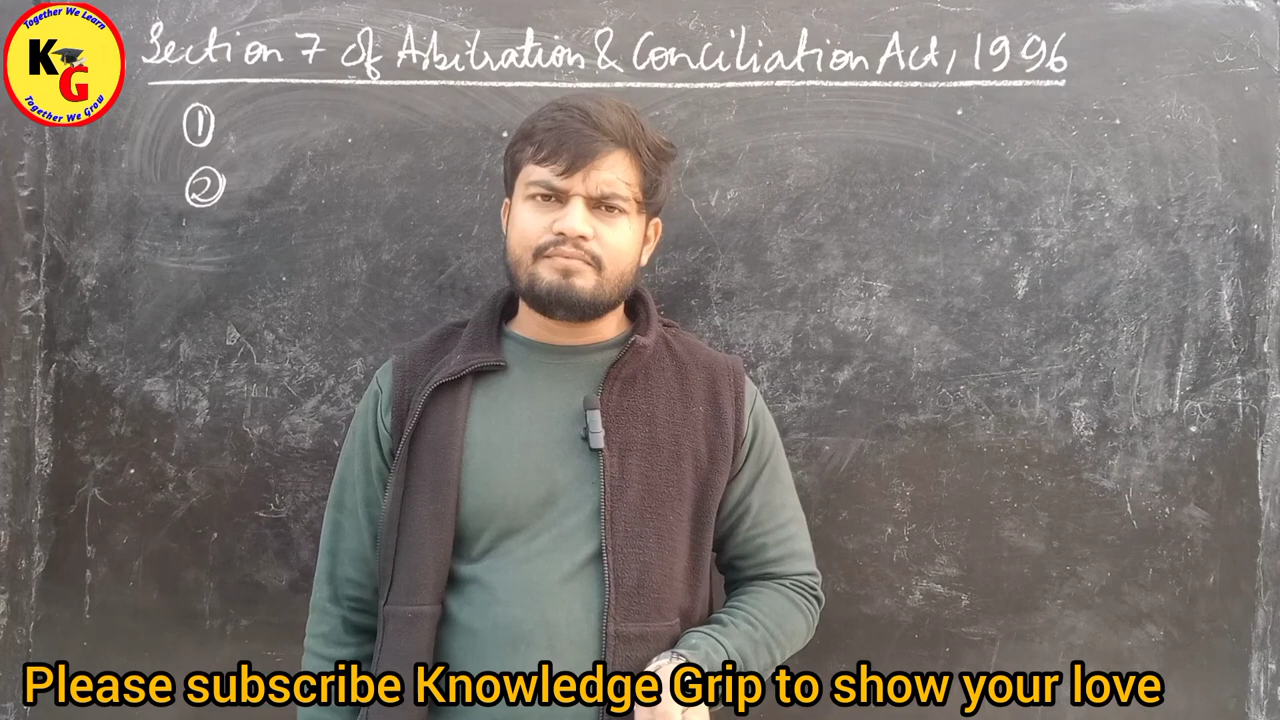 Together We Learn
KG
Together We Grow
Section 7 of Arbitration & Conciliation Act, 1996
1
2
Please subscribe Knowledge Grip to show your love